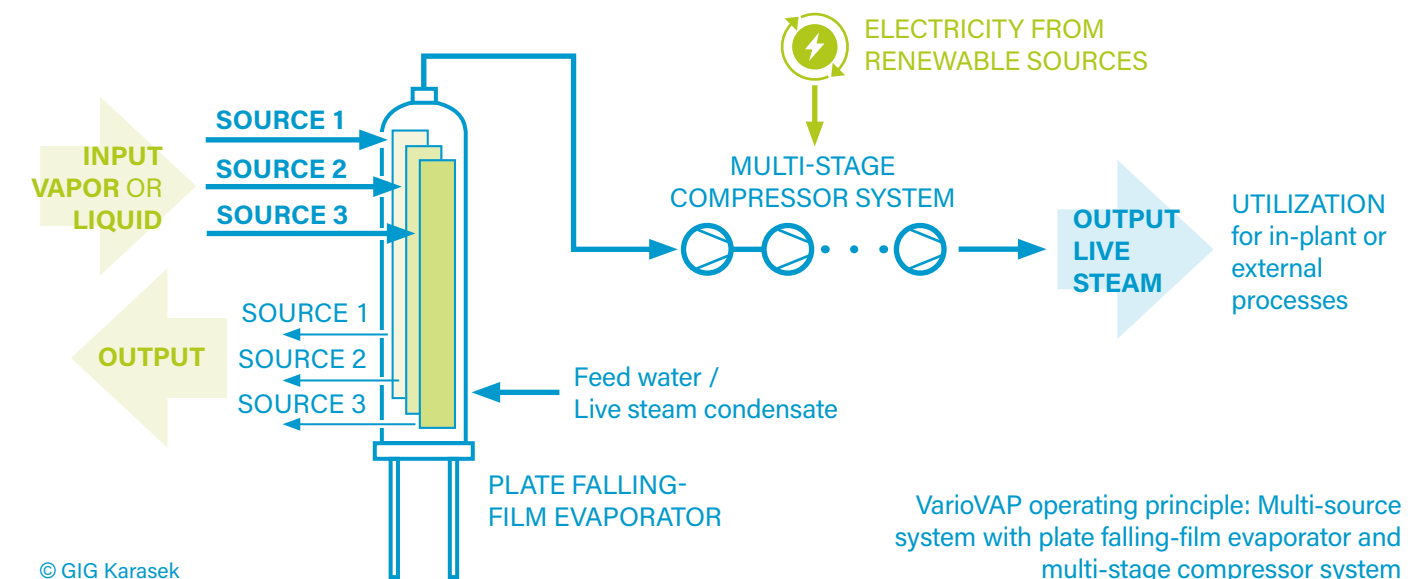 ELECTRICITY FROM
RENEWABLE SOURCES
INPUT
VAPOR OR
LIQUID
SOURCE 1
SOURCE 2
SOURCE 3
MULTI-STAGE
COMPRESSOR SYSTEM
OUTPUT
LIVE
STEAM
UTILIZATION
for in-plant or
external
processes
OUTPUT
SOURCE 1
SOURCE 2
SOURCE 3
Feed water /
Live steam condensate
PLATE FALLING-
FILM EVAPORATOR
VarioVAP operating principle: Multi-source
system with plate falling-film evaporator and
multi-stage compressor system
© GIG Karasek